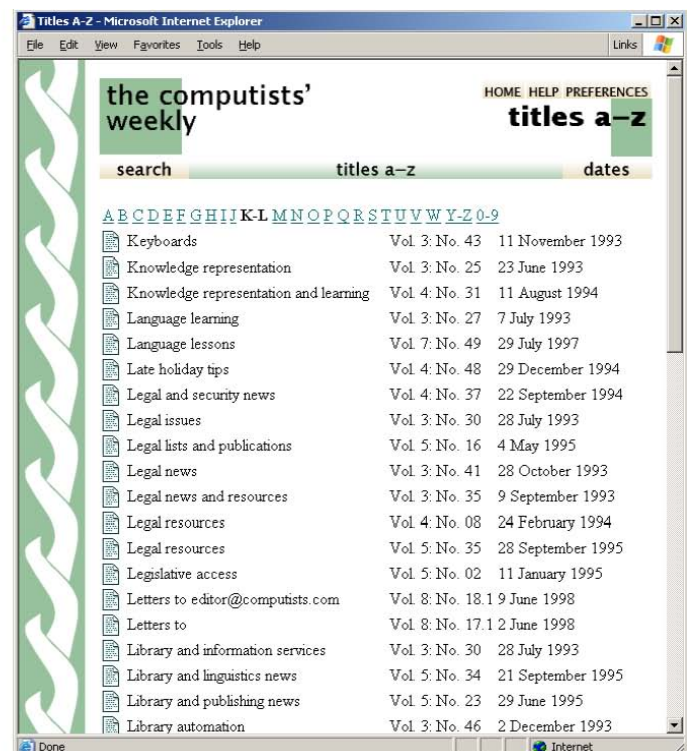 Titles A-Z - Microsoft Internet Explorer
File Edit View Favorites Tools Help Links
the computists'
weekly
HOME HELP PREFERENCES
titles a–z
search titles a–z dates
A B C D E F G H I J K-L M N O P Q R S T U V W Y-Z 0-9
Keyboards Vol. 3: No. 43 11 November 1993
Knowledge representation Vol. 3: No. 25 23 June 1993
Knowledge representation and learning Vol. 4: No. 31 11 August 1994
Language learning Vol. 3: No. 27 7 July 1993
Language lessons Vol. 7: No. 49 29 July 1997
Late holiday tips Vol. 4: No. 48 29 December 1994
Legal and security news Vol. 4: No. 37 22 September 1994
Legal issues Vol. 3: No. 30 28 July 1993
Legal lists and publications Vol. 5: No. 16 4 May 1995
Legal news Vol. 3: No. 41 28 October 1993
Legal news and resources Vol. 3: No. 35 9 September 1993
Legal resources Vol. 4: No. 08 24 February 1994
Legal resources Vol. 5: No. 35 28 September 1995
Legislative access Vol. 5: No. 02 11 January 1995
Letters to editor@computists.com Vol. 8: No. 18.1 9 June 1998
Letters to Vol. 8: No. 17.1 2 June 1998
Library and information services Vol. 3: No. 30 28 July 1993
Library and linguistics news Vol. 5: No. 34 21 September 1995
Library and publishing news Vol. 5: No. 23 29 June 1995
Library automation Vol. 3: No. 46 2 December 1993
Done Internet